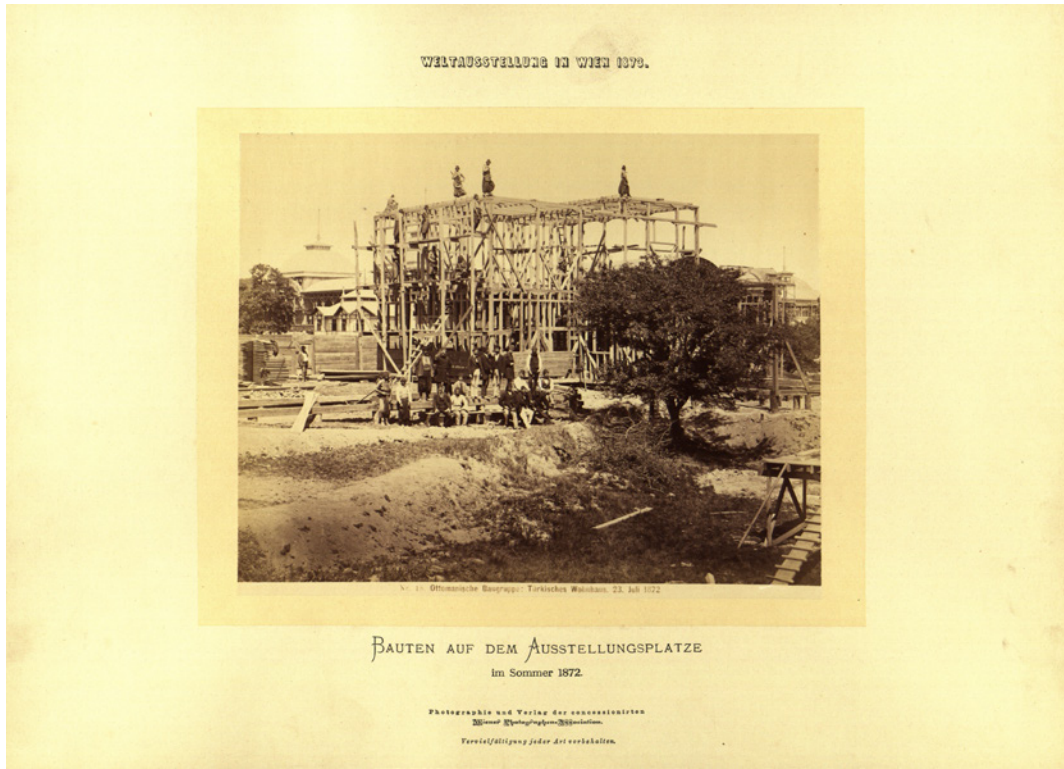 WELTAUSSTELLUNG IN WIEN 1873.
Ottomanische Baugruppe: Türkisches Wohnhaus. 23. Juli 1872
BAUTEN AUF DEM AUSSTELLUNGSPLATZE
im Sommer 1872.
Photographie und Verlag der concessionirten
Wiener Photographen-Association.
Vervielfältigung jeder Art vorbehalten.